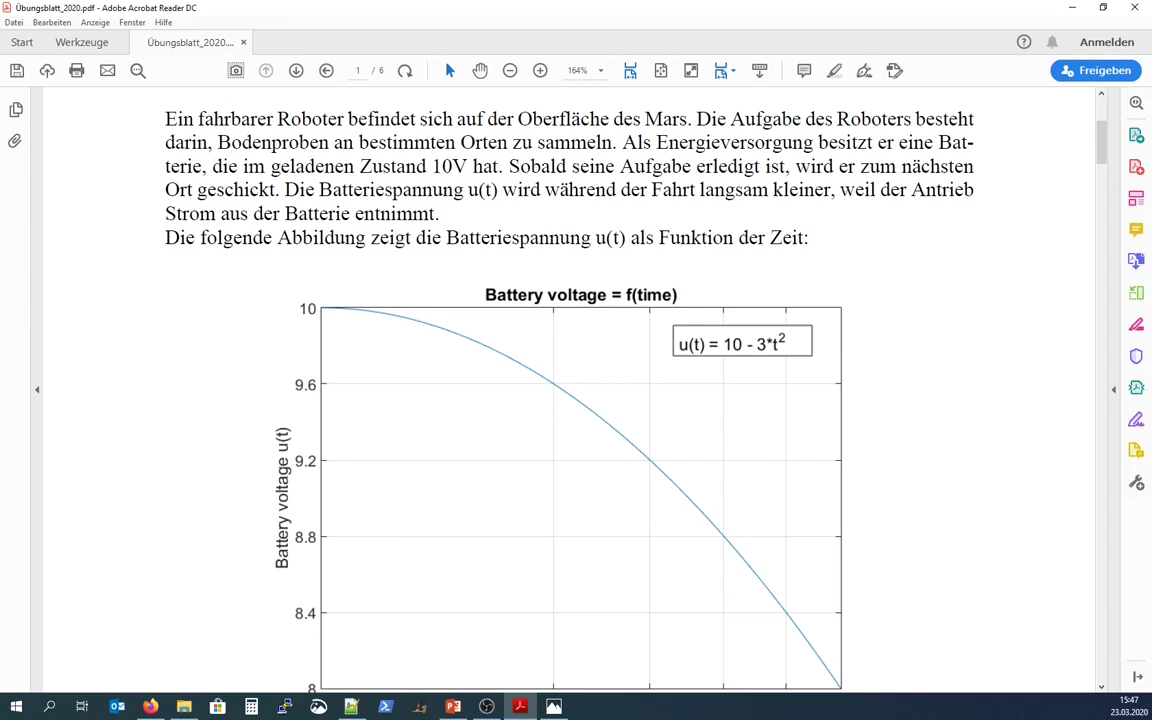 Übungsblatt_2020.pdf - Adobe Acrobat Reader DC
Datei Bearbeiten Anzeige Fenster Hilfe
Start Werkzeuge Übungsblatt_2020.... × Anmelden
1 / 6 164% Freigeben
Ein fahrbarer Roboter befindet sich auf der Oberfläche des Mars. Die Aufgabe des Roboters besteht
darin, Bodenproben an bestimmten Orten zu sammeln. Als Energieversorgung besitzt er eine Bat-
terie, die im geladenen Zustand 10V hat. Sobald seine Aufgabe erledigt ist, wird er zum nächsten
Ort geschickt. Die Batteriespannung u(t) wird während der Fahrt langsam kleiner, weil der Antrieb
Strom aus der Batterie entnimmt.
Die folgende Abbildung zeigt die Batteriespannung u(t) als Funktion der Zeit:
Battery voltage = f(time)
10
u(t) = 10 - 3*t²
9.6
9.2
Battery voltage u(t)
8.8
8.4
8
15:47
23.03.2020